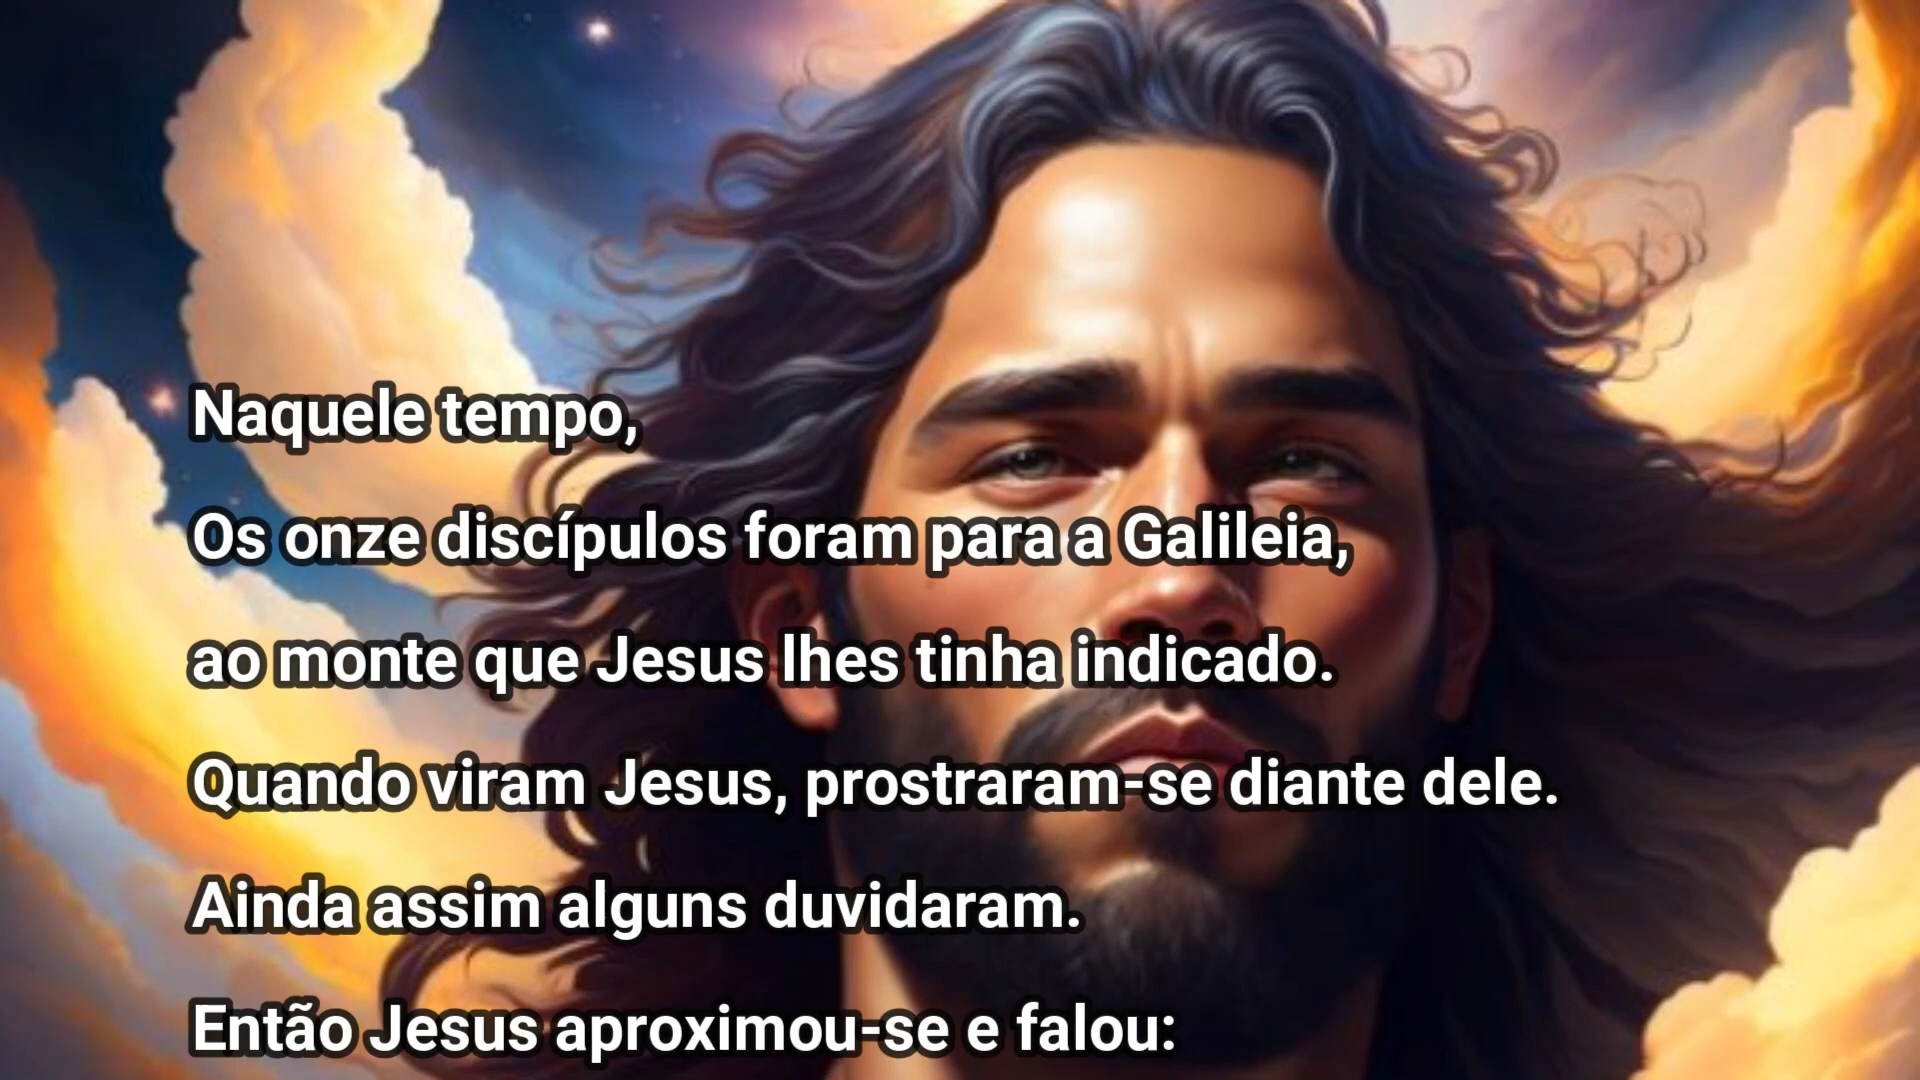 Naquele tempo,
Os onze discípulos foram para a Galileia,
ao monte que Jesus lhes tinha indicado.
Quando viram Jesus, prostraram-se diante dele.
Ainda assim alguns duvidaram.
Então Jesus aproximou-se e falou: